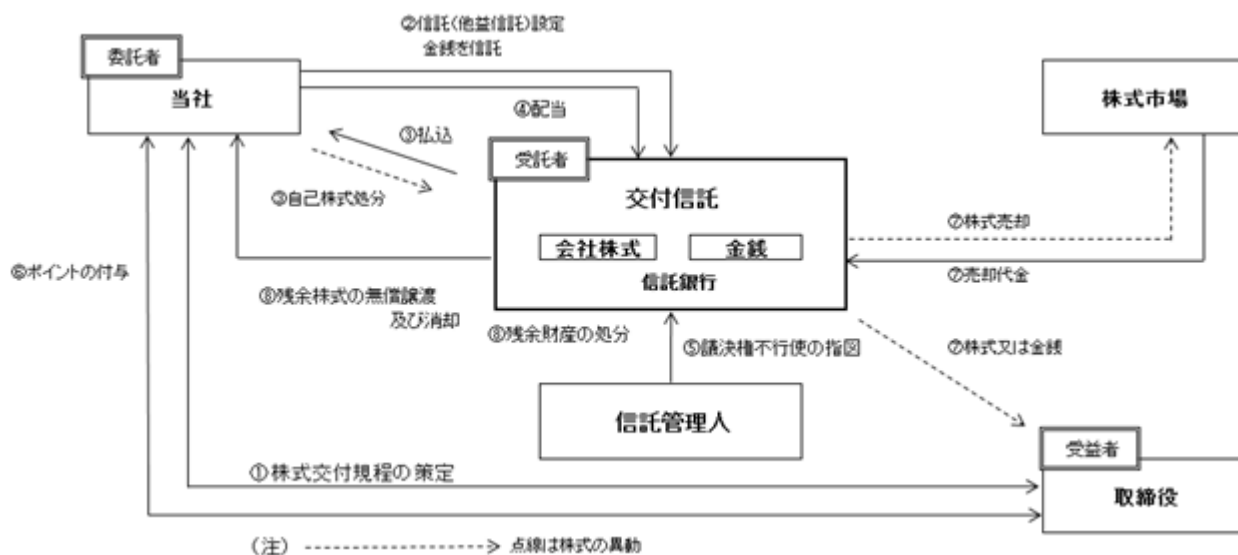 ②信託(他益信託)設定
金銭を信託
委託者
当社
株式市場
④配当
③払込
受託者
交付信託
③自己株式処分
会社株式
金銭
信託銀行
⑦株式売却
⑦売却代金
⑥ポイントの付与
⑧残余株式の無償譲渡
及び消却
⑧残余財産の処分
⑤議決権不行使の指図
⑦株式又は金銭
信託管理人
受益者
取締役
①株式交付規程の策定
(注)
点線は株式の異動